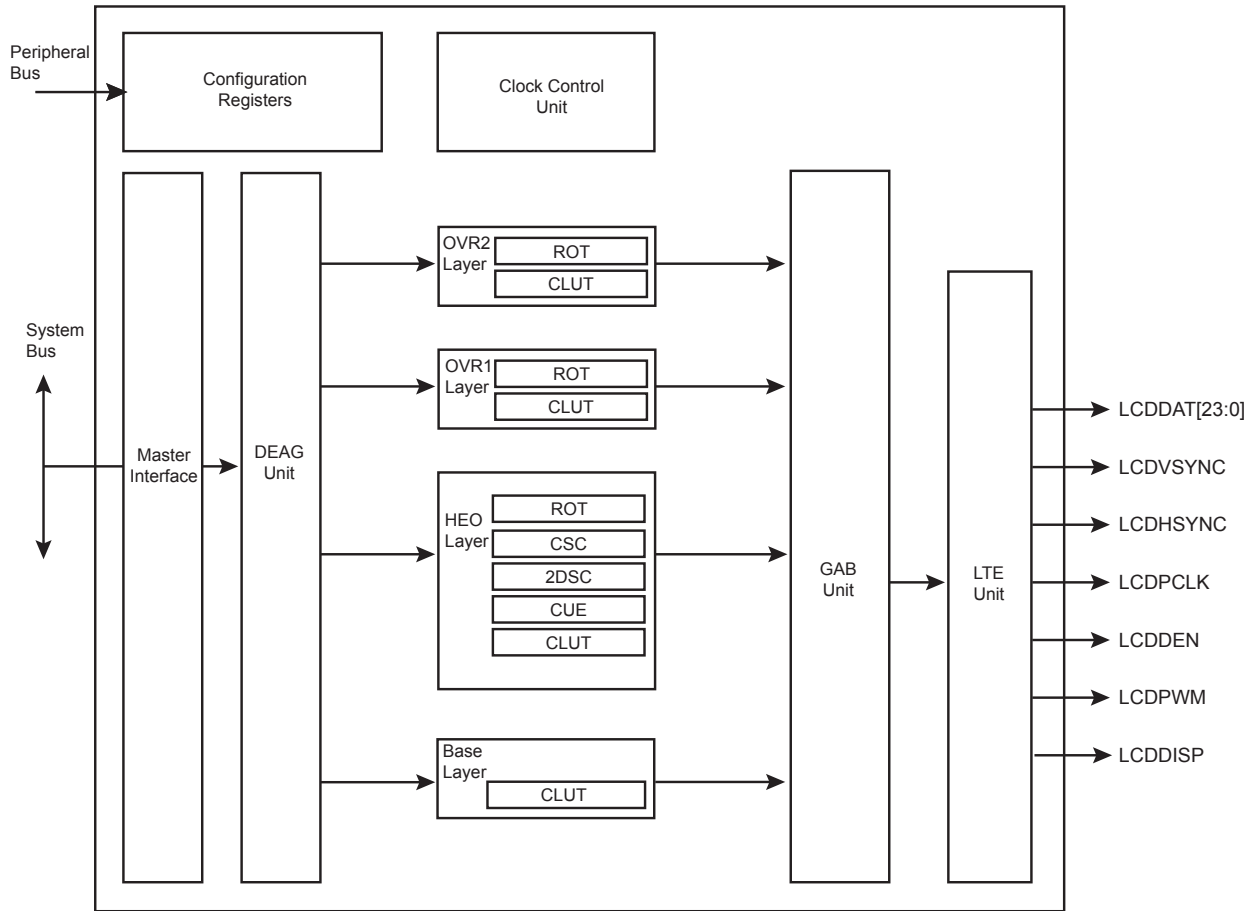 Peripheral
Bus
Configuration
Registers
Clock Control
Unit
System
Bus
Master
Interface
DEAG
Unit
OVR2
Layer
ROT
CLUT
OVR1
Layer
ROT
CLUT
HEO
Layer
ROT
CSC
2DSC
CUE
CLUT
Base
Layer
CLUT
GAB
Unit
LTE
Unit
LCDDAT[23:0]
LCDVSYNC
LCDHSYNC
LCDPCLK
LCDDEN
LCDPWM
LCDDISP